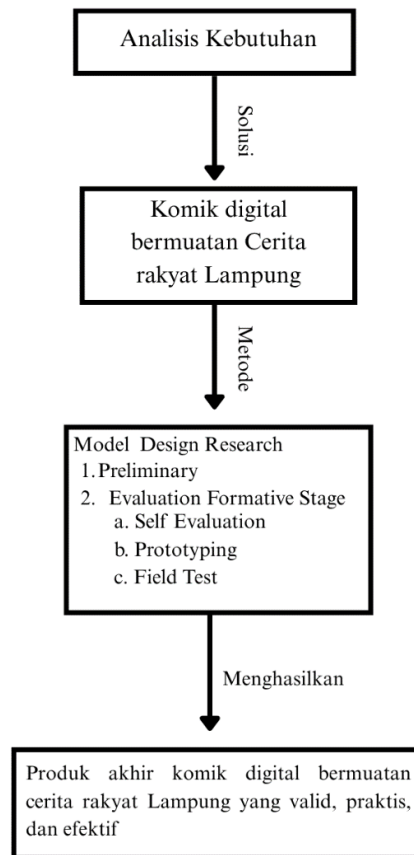 Analisis Kebutuhan
Solusi
Komik digital
bermuatan Cerita
rakyat Lampung
Metode
Model Design Research
1. Preliminary
2. Evaluation Formative Stage
a. Self Evaluation
b. Prototyping
c. Field Test
Menghasilkan
Produk akhir komik digital bermuatan
cerita rakyat Lampung yang valid, praktis,
dan efektif